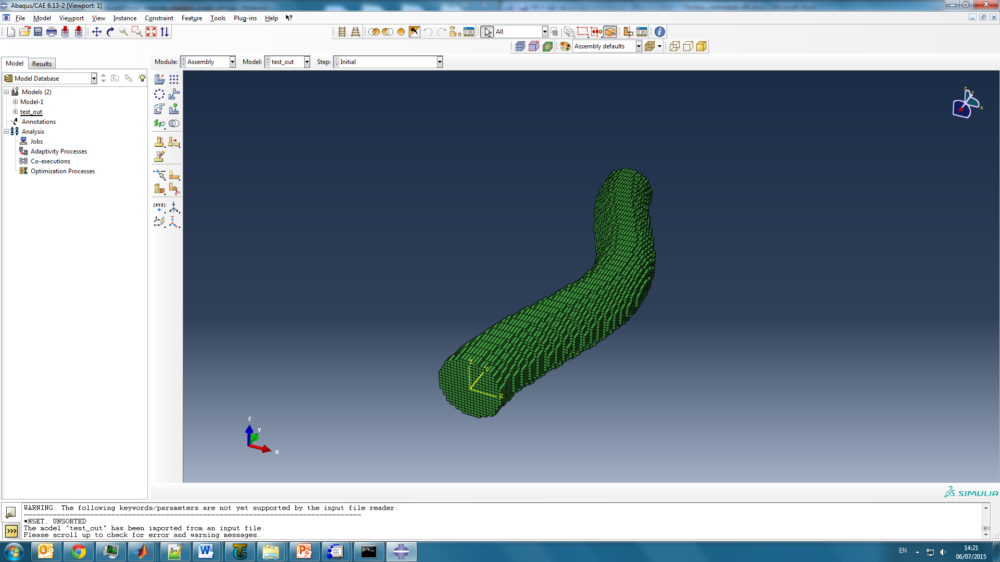 Abaqus/CAE 6.13-2 [Viewport: 1]
File Model Viewport View Instance Constraint Feature Tools Plug-ins Help
All
Assembly defaults
Model Results
Module: Assembly Model: test_out Step: Initial
Model Database
Models (2)
Model-1
test_out
Annotations
Analysis
Jobs
Adaptivity Processes
Co-executions
Optimization Processes
(XYZ)
Z
Y
X
Z
Y
X
Z
Y
X
SIMULIA
WARNING: The following keywords/parameters are not yet supported by the input file reader:
---------------------------------------------------------------------------------
*NSET, UNSORTED
The model "test_out" has been imported from an input file.
Please scroll up to check for error and warning messages.
EN
14:21
06/07/2015